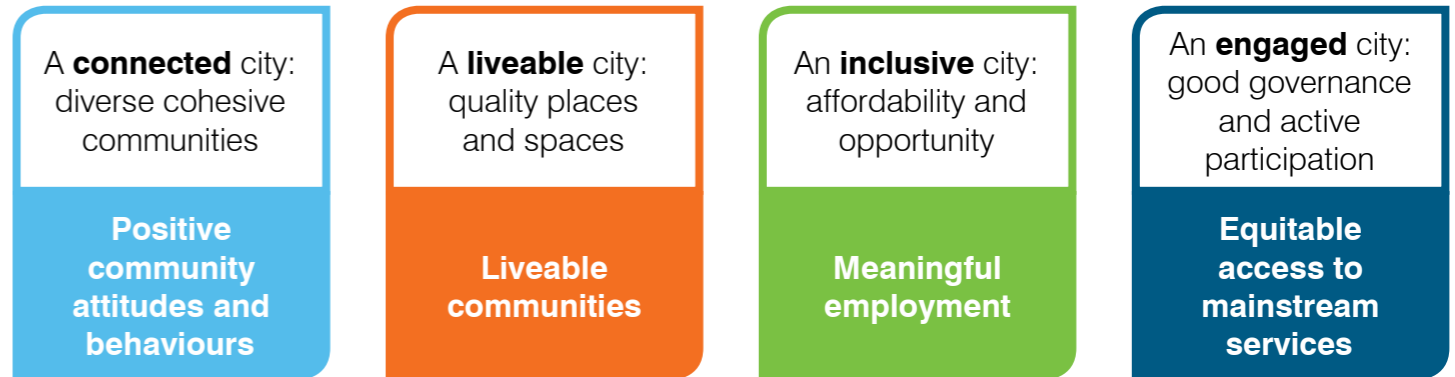 A connected city:
diverse cohesive
communities
Positive
community
attitudes and
behaviours
A liveable city:
quality places
and spaces
Liveable
communities
An inclusive city:
affordability and
opportunity
Meaningful
employment
An engaged city:
good governance
and active
participation
Equitable
access to
mainstream
services